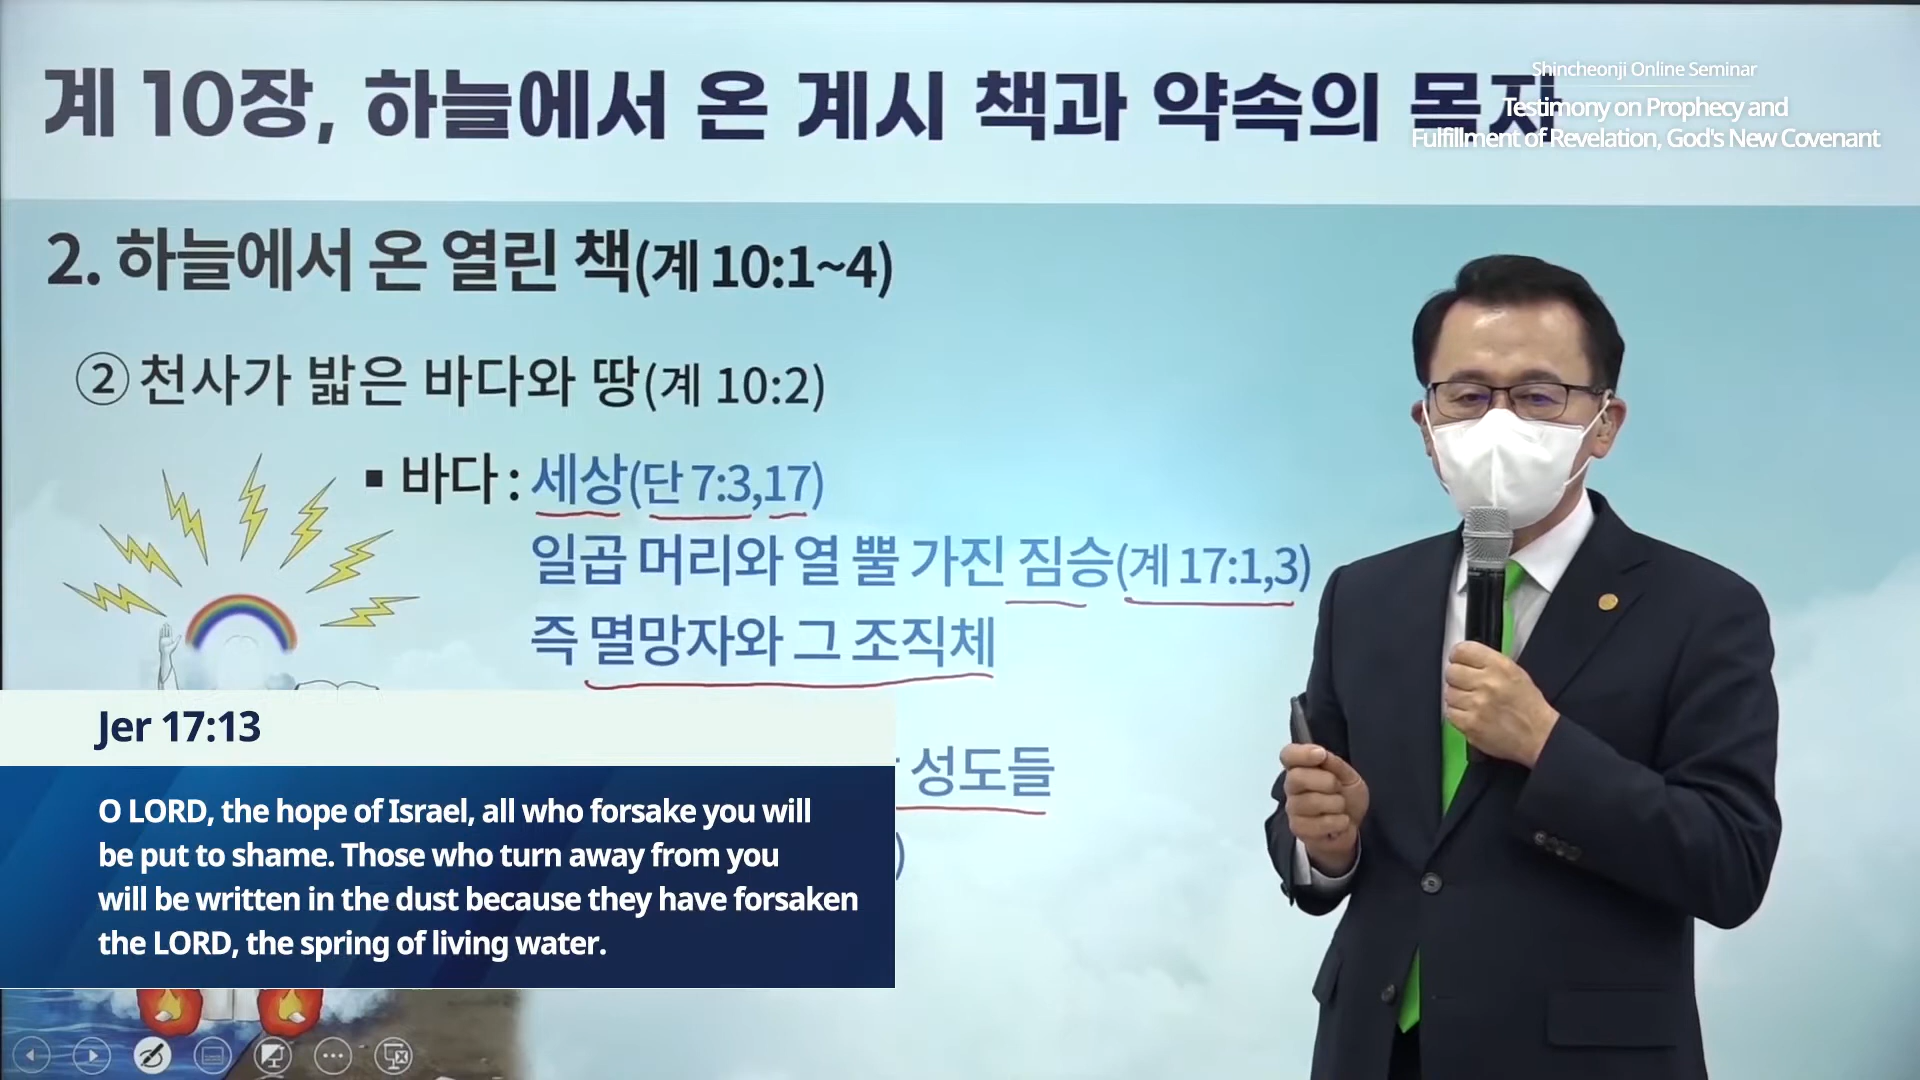 계 10장, 하늘에서 온 계시 책과 약속의 목자
Shincheonji Online Seminar
Testimony on Prophecy and
Fulfillment of Revelation, God's New Covenant
2. 하늘에서 온 열린 책(계 10:1~4)
② 천사가 밟은 바다와 땅(계 10:2)
▪ 바다 : 세상(단 7:3,17)
일곱 머리와 열 뿔 가진 짐승(계 17:1,3)
즉 멸망자와 그 조직체
성도들
)
Jer 17:13
O LORD, the hope of Israel, all who forsake you will
be put to shame. Those who turn away from you
will be written in the dust because they have forsaken
the LORD, the spring of living water.